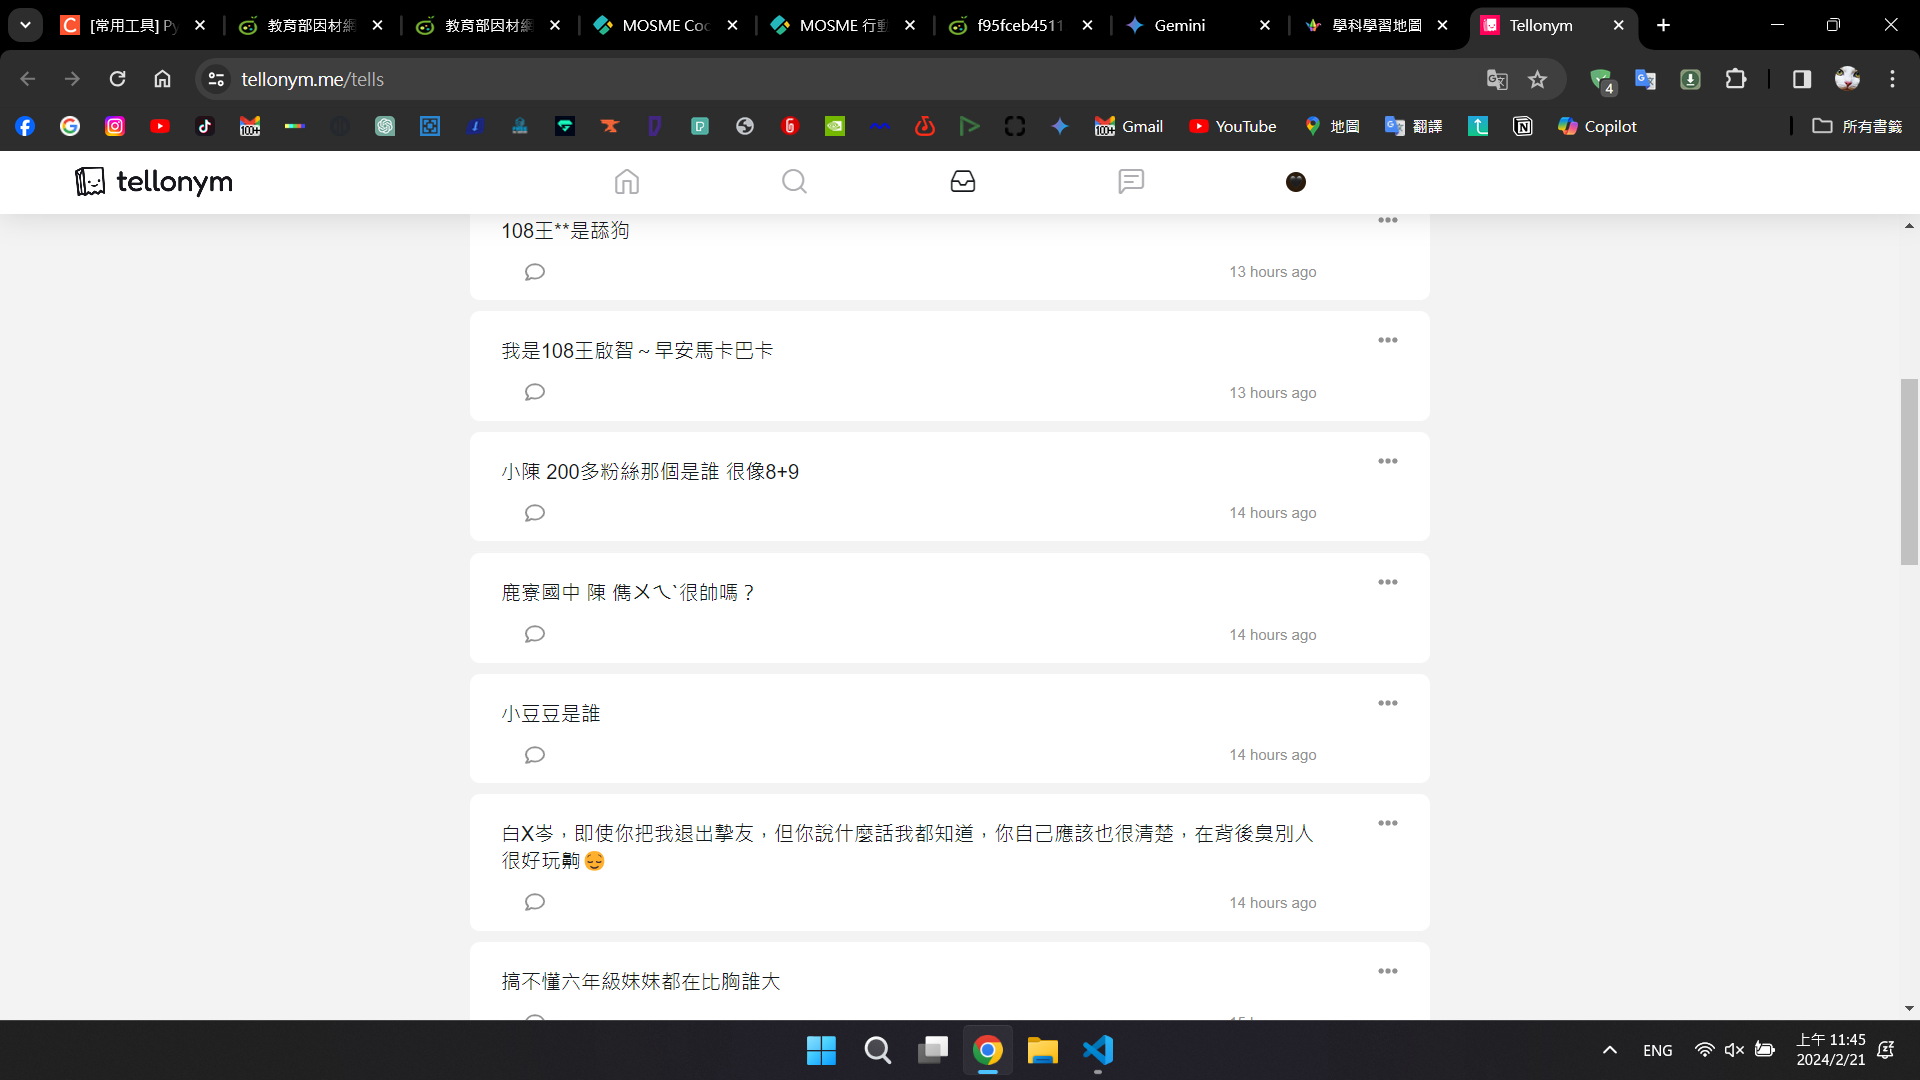 [常用工具] Py
教育部因材網
教育部因材網
MOSME Coc
MOSME 行動
f95fceb4511
Gemini
學科學習地圖
Tellonym
tellonym.me/tells
4
100+
100+
Gmail
YouTube
地圖
翻譯
Copilot
所有書籤
tellonym
108王**是舔狗
13 hours ago
我是108王啟智～早安馬卡巴卡
13 hours ago
小陳 200多粉絲那個是誰 很像8+9
14 hours ago
鹿寮國中 陳 儁ㄨㄟˋ很帥嗎？
14 hours ago
小豆豆是誰
14 hours ago
白X岑，即使你把我退出摯友，但你說什麼話我都知道，你自己應該也很清楚，在背後臭別人
很好玩齁😌
14 hours ago
搞不懂六年級妹妹都在比胸誰大
ENG
上午 11:45
2024/2/21